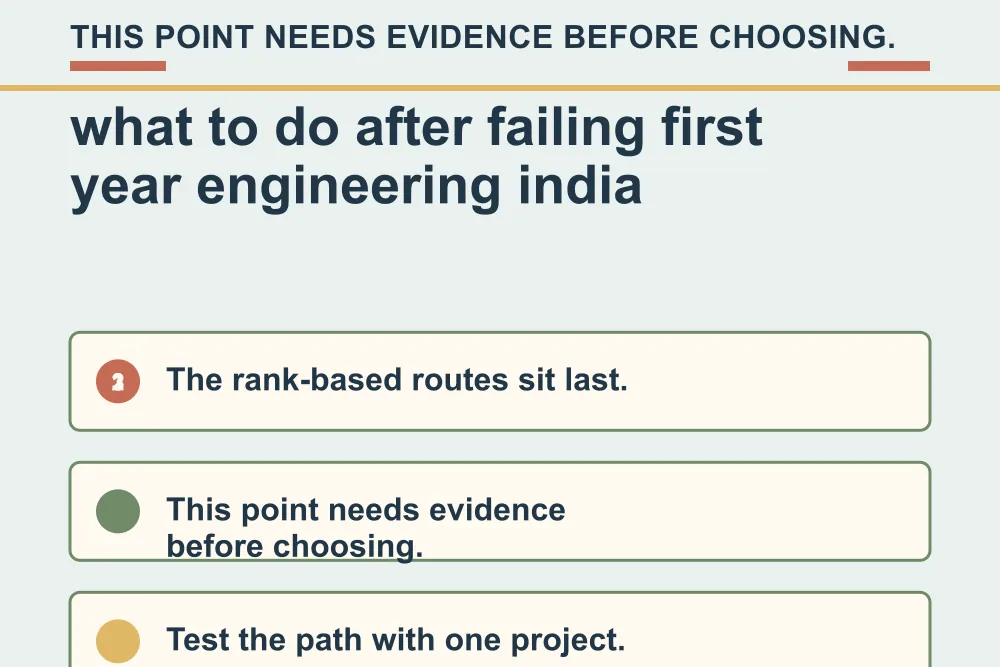 THIS POINT NEEDS EVIDENCE BEFORE CHOOSING.
what to do after failing first
year engineering india
The rank-based routes sit last.
This point needs evidence
before choosing.
Test the path with one project.